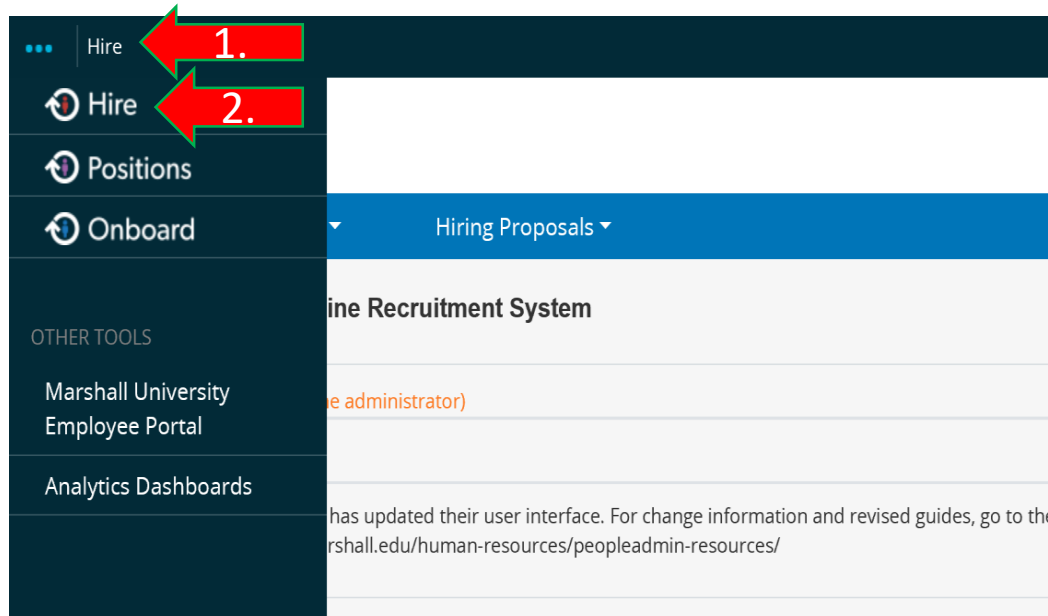 Hire
1.
Hire
2.
Positions
Onboard
Hiring Proposals
ine Recruitment System
OTHER TOOLS
Marshall University
Employee Portal
e administrator)
Analytics Dashboards
has updated their user interface. For change information and revised guides, go to the
rshall.edu/human-resources/peopleadmin-resources/